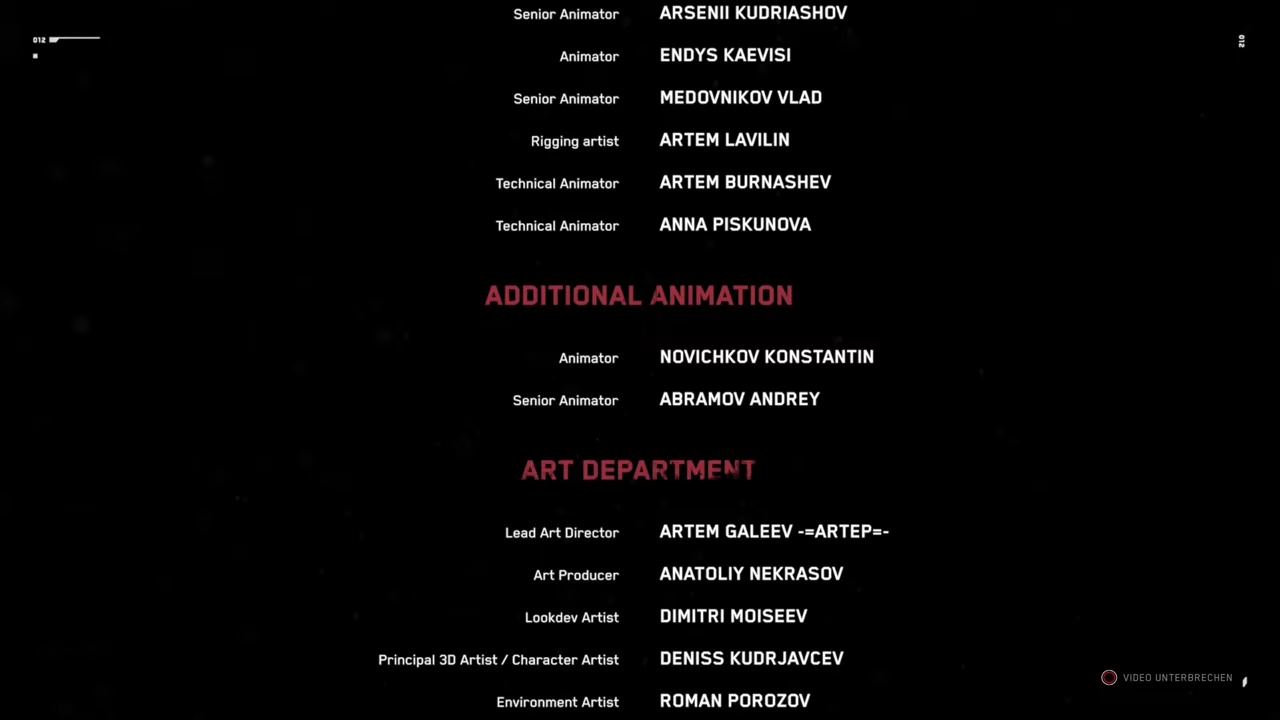 Senior Animator ARSENII KUDRIASHOV
012
012
Animator ENDYS KAEVISI
Senior Animator MEDOVNIKOV VLAD
Rigging artist ARTEM LAVILIN
Technical Animator ARTEM BURNASHEV
Technical Animator ANNA PISKUNOVA
ADDITIONAL ANIMATION
Animator NOVICHKOV KONSTANTIN
Senior Animator ABRAMOV ANDREY
ART DEPARTMENT
Lead Art Director ARTEM GALEEV -=ARTEP=-
Art Producer ANATOLIY NEKRASOV
Lookdev Artist DIMITRI MOISEEV
Principal 3D Artist / Character Artist DENISS KUDRJAVCEV
VIDEO UNTERBRECHEN
Environment Artist ROMAN POROZOV